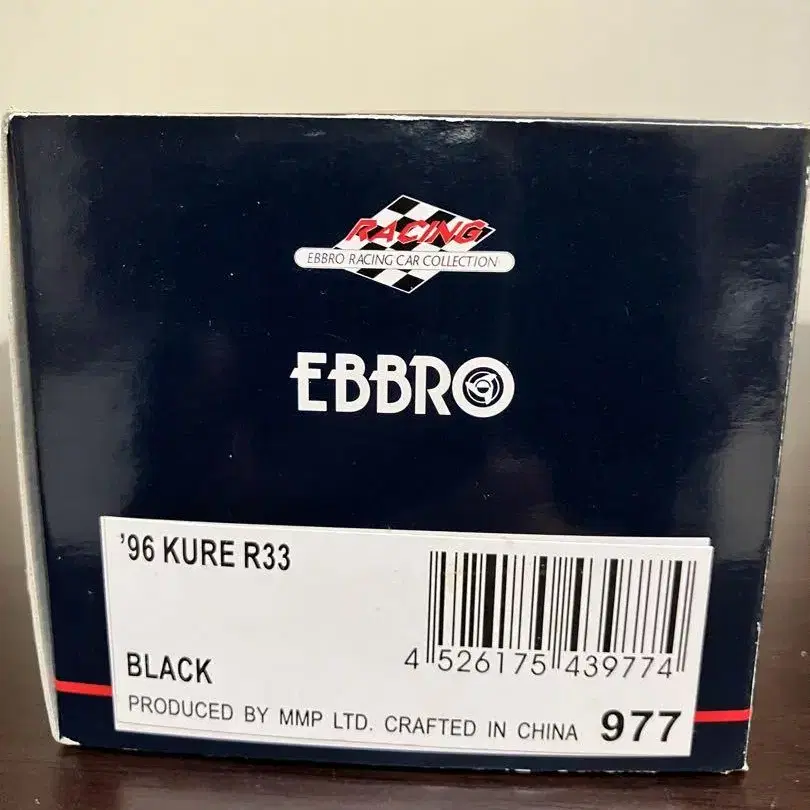 RACING
EBBRO RACING CAR COLLECTION
EBBRO
'96 KURE R33
4 526175 439774
BLACK
PRODUCED BY MMP LTD. CRAFTED IN CHINA 977